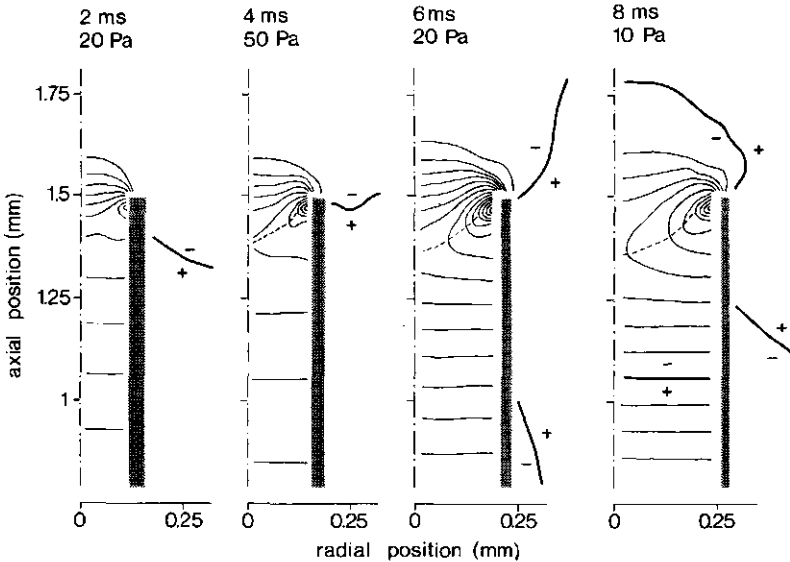 2 ms 4 ms 6 ms 8 ms
20 Pa 50 Pa 20 Pa 10 Pa
1.75
1.5
1.25
1
axial position (mm)
− + − + − + + − − + + − − +
0 0.25 0 0.25 0 0.25 0 0.25
radial position (mm)